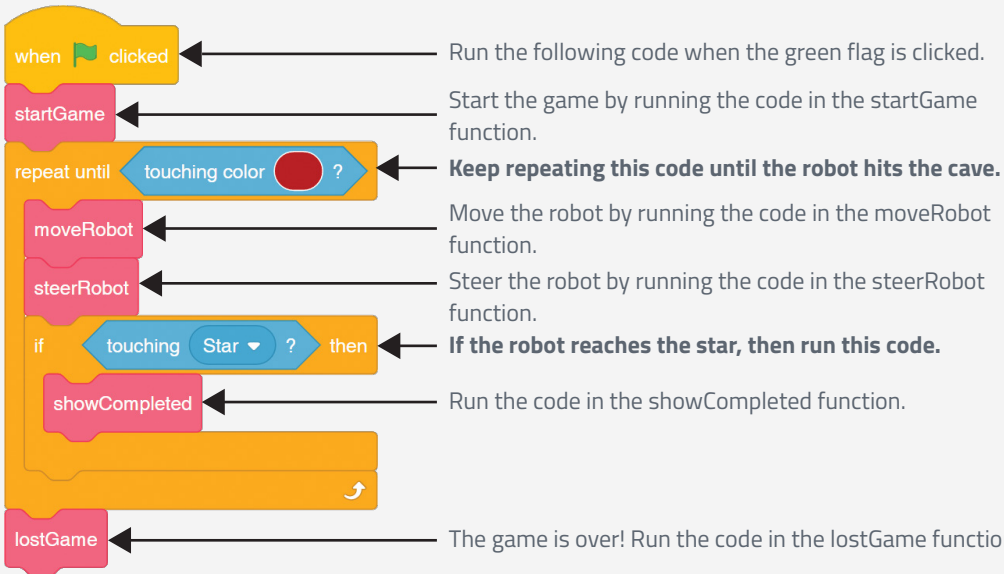 when clicked
Run the following code when the green flag is clicked.
startGame
Start the game by running the code in the startGame
function.
repeat until touching color ?
Keep repeating this code until the robot hits the cave.
moveRobot
Move the robot by running the code in the moveRobot
function.
steerRobot
Steer the robot by running the code in the steerRobot
function.
if touching Star ? then
If the robot reaches the star, then run this code.
showCompleted
Run the code in the showCompleted function.
lostGame
The game is over! Run the code in the lostGame functio